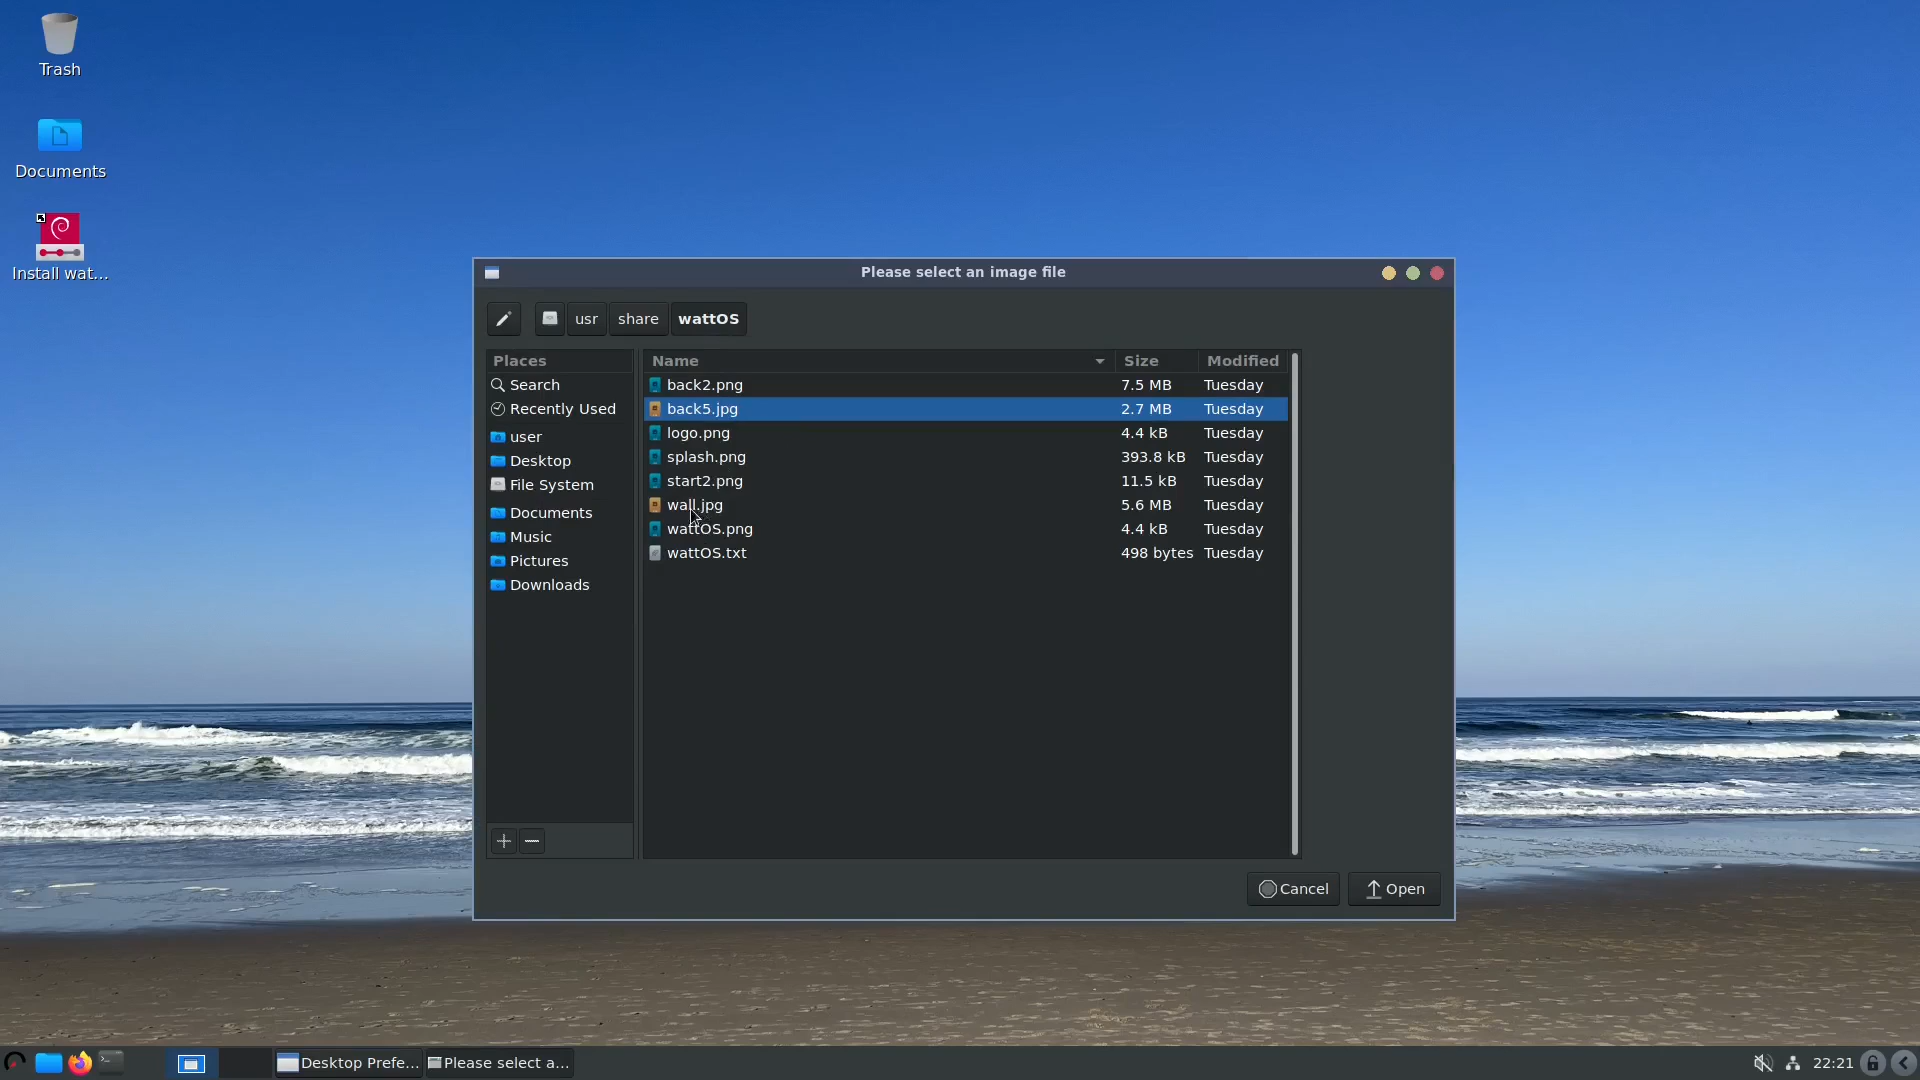 Trash
Documents
Install wat...
Please select an image file
usr share wattOS
Places
Search
Recently Used
user
Desktop
File System
Documents
Music
Pictures
Downloads
Name Size Modified
back2.png 7.5 MB Tuesday
back5.jpg 2.7 MB Tuesday
logo.png 4.4 kB Tuesday
splash.png 393.8 kB Tuesday
start2.png 11.5 kB Tuesday
wall.jpg 5.6 MB Tuesday
wattOS.png 4.4 kB Tuesday
wattOS.txt 498 bytes Tuesday
Cancel Open
Desktop Prefe... Please select a... 22:21